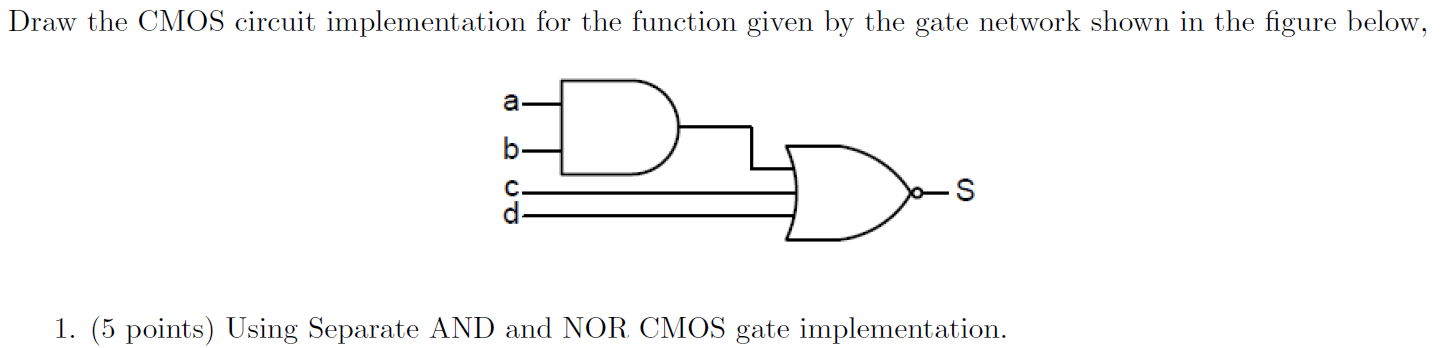 Draw the CMOS circuit implementation for the function given by the gate network shown in the figure below,
a
b
c
d
S
1. (5 points) Using Separate AND and NOR CMOS gate implementation.